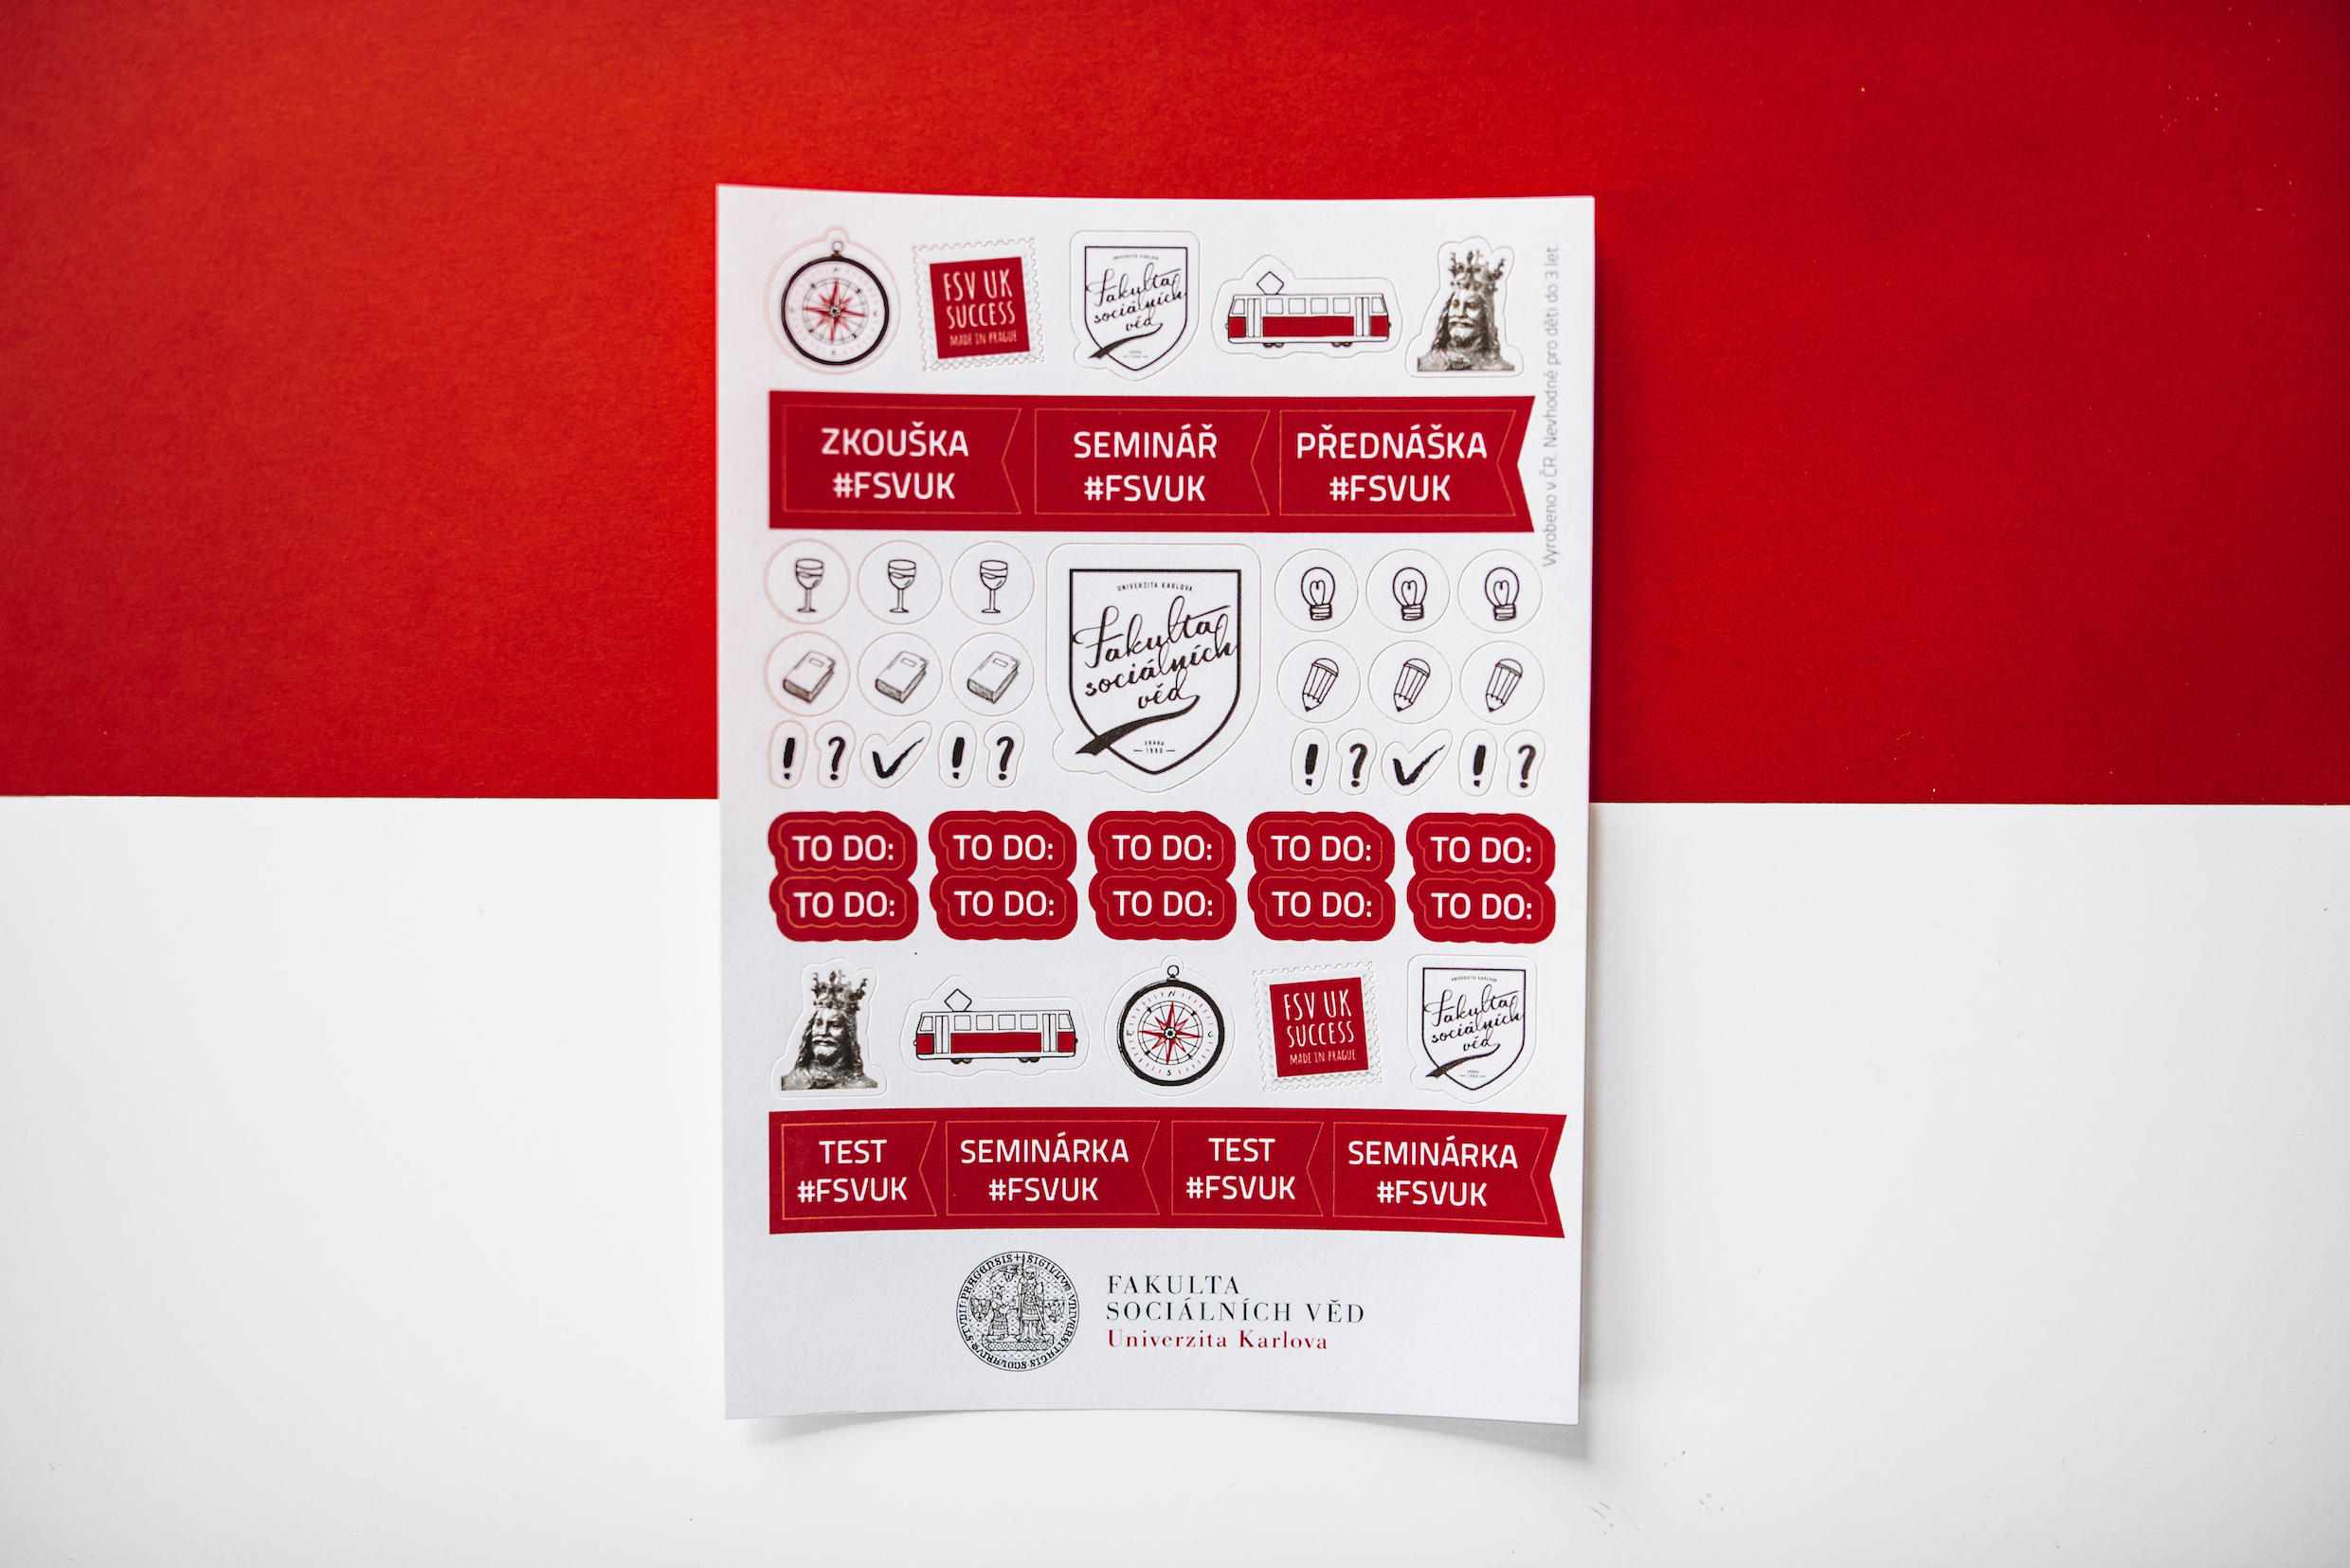 FSV UK
SUCCESS
MADE IN PRAGUE
UNIVERZITA KARLOVA
Fakulta
sociálních
věd
PRAHA
1990
Vyrobeno v ČR. Nevhodné pro děti do 3 let.
ZKOUŠKA
#FSVUK
SEMINÁŘ
#FSVUK
PŘEDNÁŠKA
#FSVUK
UNIVERZITA KARLOVA
Fakulta
sociálních
věd
PRAHA
1990
! ? ! ?
! ? ! ?
TO DO: TO DO: TO DO: TO DO: TO DO:
TO DO: TO DO: TO DO: TO DO: TO DO:
FSV UK
SUCCESS
MADE IN PRAGUE
UNIVERZITA KARLOVA
Fakulta
sociálních
věd
PRAHA
1990
TEST
#FSVUK
SEMINÁRKA
#FSVUK
TEST
#FSVUK
SEMINÁRKA
#FSVUK
FAKULTA
SOCIÁLNÍCH VĚD
Univerzita Karlova